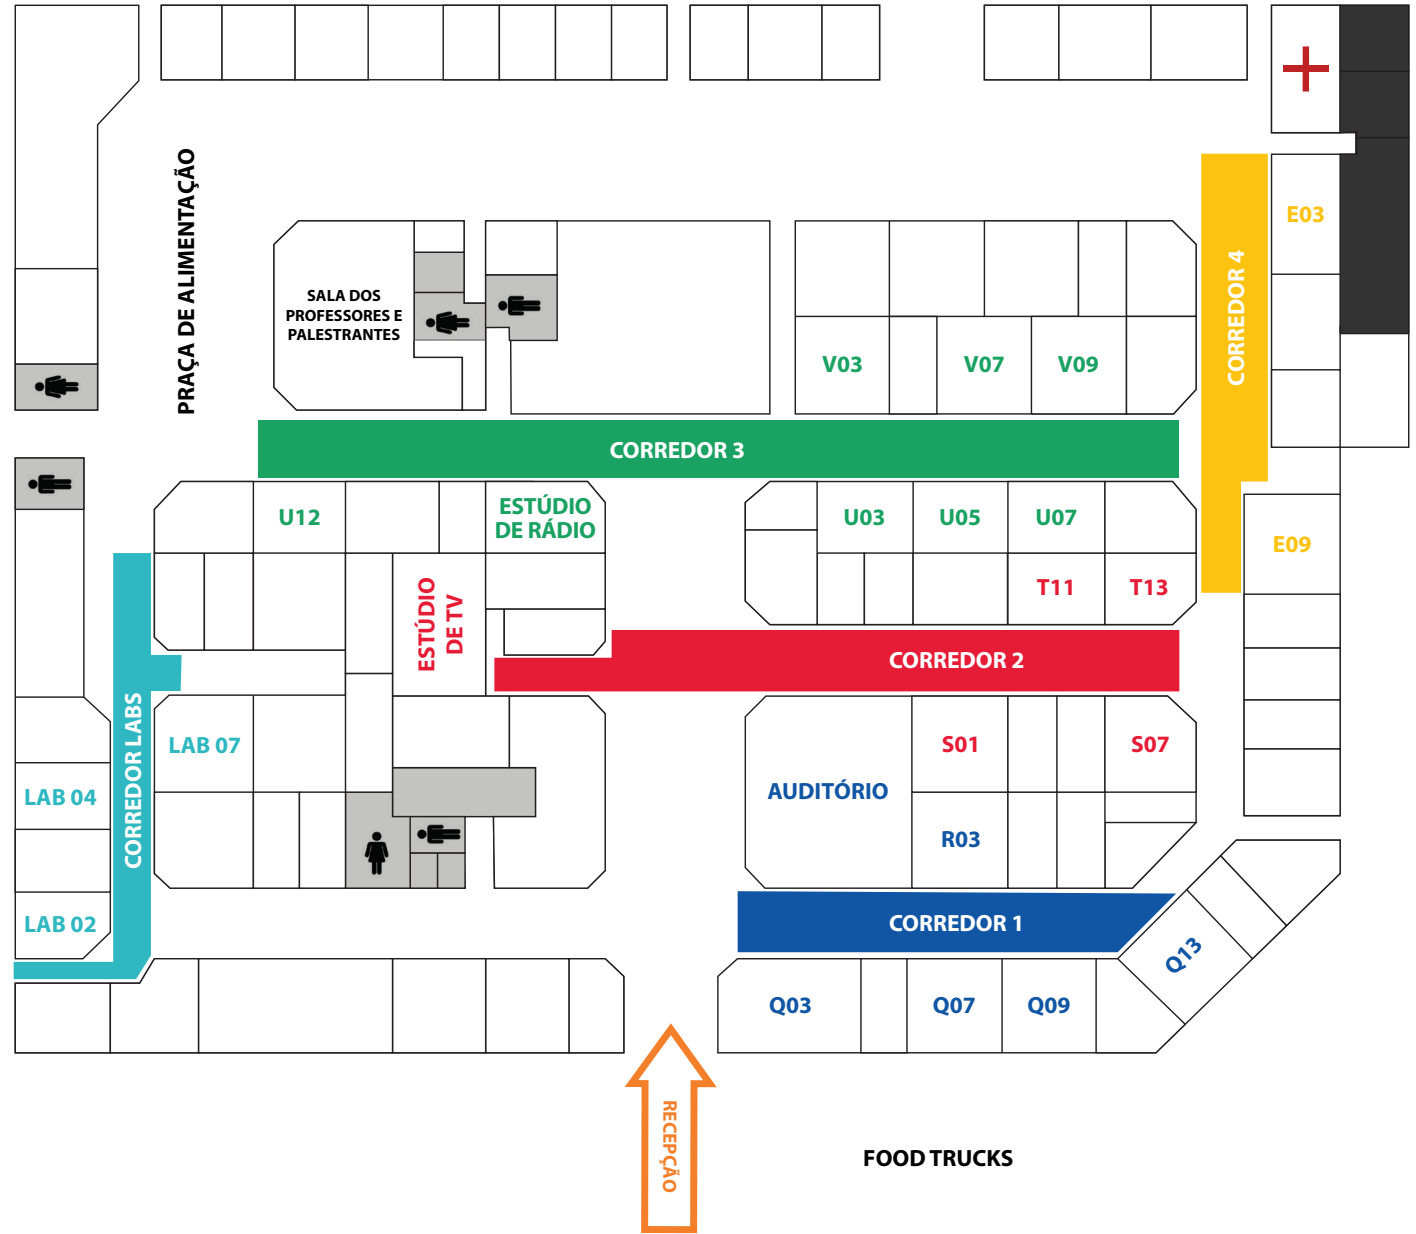 PRAÇA DE ALIMENTAÇÃO
SALA DOS
PROFESSORES E
PALESTRANTES
E03
CORREDOR 4
V03
V07
V09
CORREDOR 3
U12
ESTÚDIO
DE RÁDIO
U03
U05
U07
E09
ESTÚDIO
DE TV
T11
T13
CORREDOR 2
CORREDOR LABS
LAB 07
S01
S07
LAB 04
AUDITÓRIO
R03
LAB 02
CORREDOR 1
Q13
Q03
Q07
Q09
RECEPÇÃO
FOOD TRUCKS